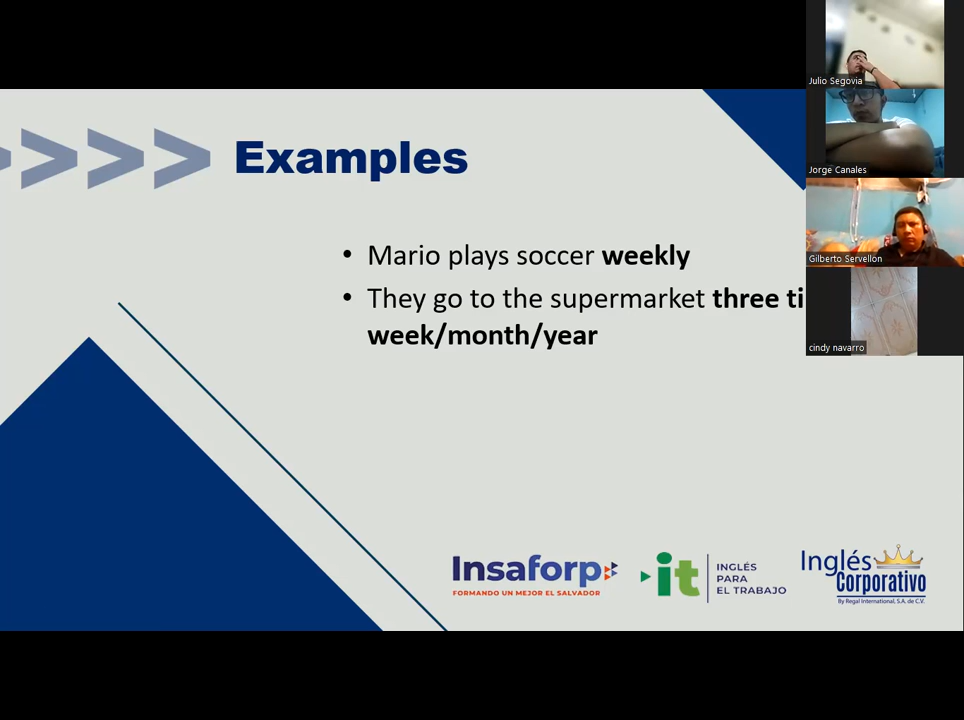 Examples
• Mario plays soccer weekly
• They go to the supermarket three ti
week/month/year
Julio Segovia
Jorge Canales
Gilberto Servellon
cindy navarro
Insaforp
FORMANDO UN MEJOR EL SALVADOR
it
INGLÉS
PARA
EL TRABAJO
Inglés
Corporativo
By Regal International, S.A. de C.V.